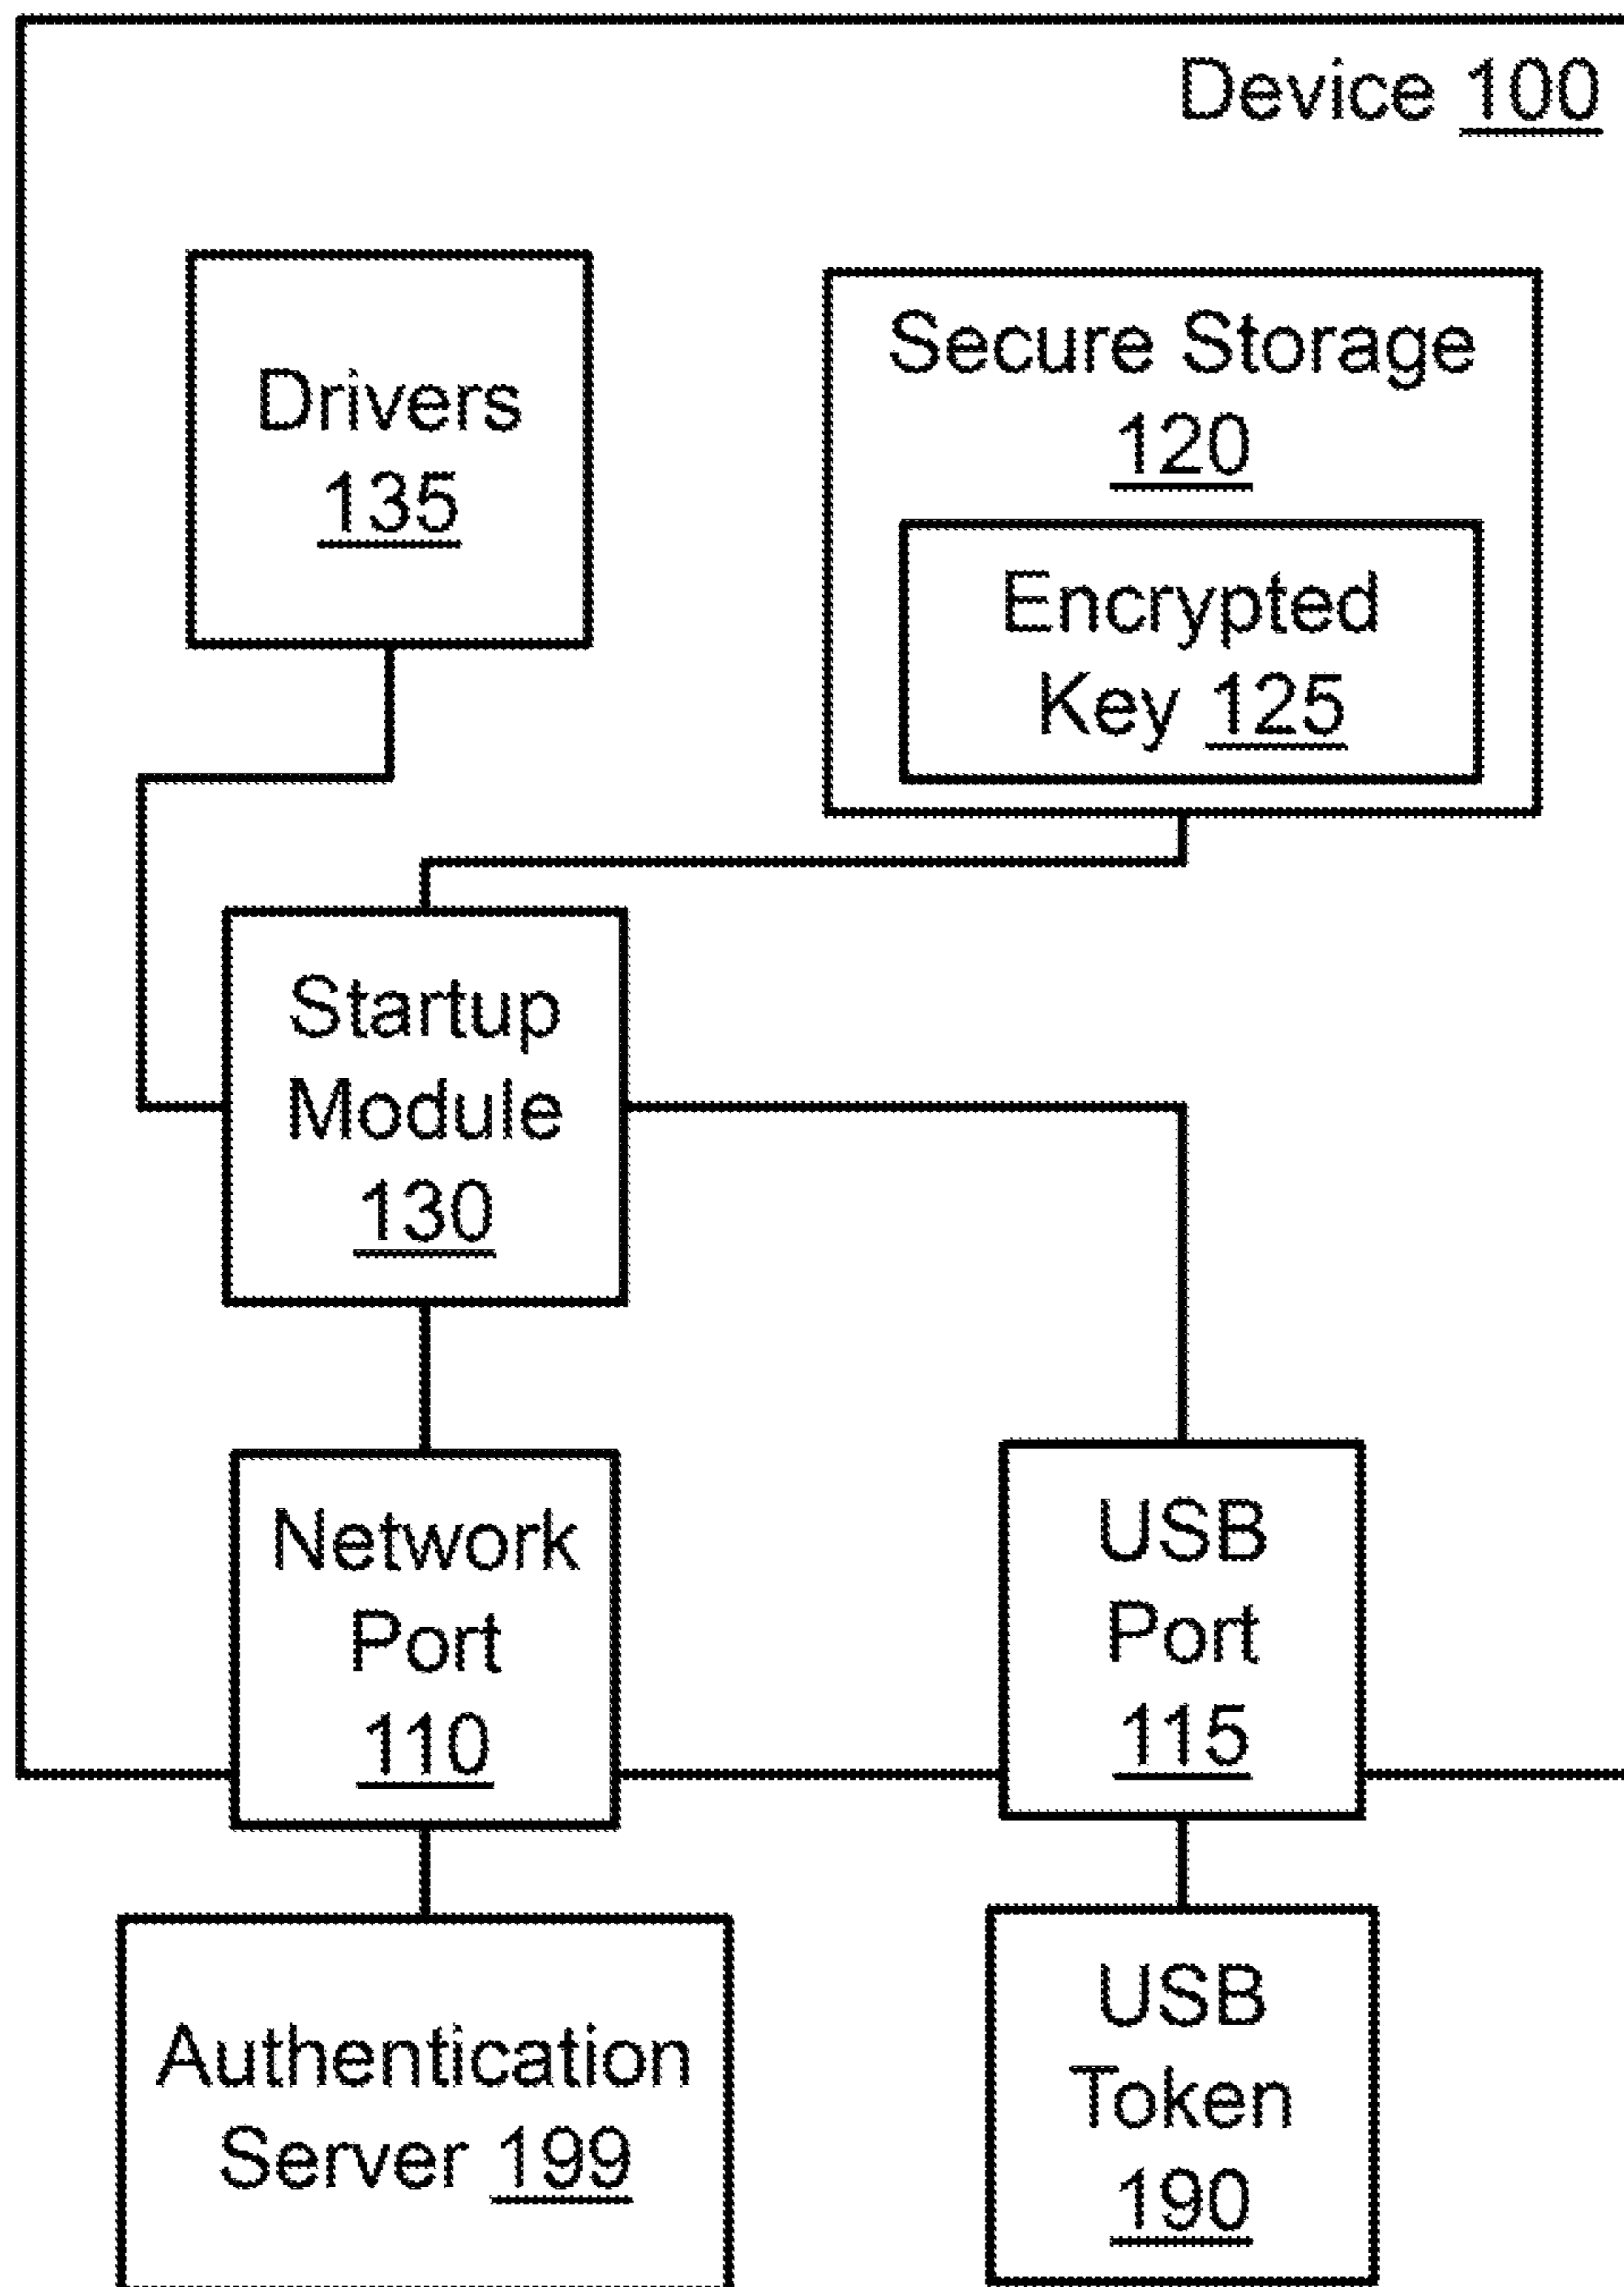 Device 100
Drivers
135
Secure Storage
120
Encrypted
Key 125
Startup
Module
130
Network
Port
110
USB
Port
115
Authentication
Server 199
USB
Token
190